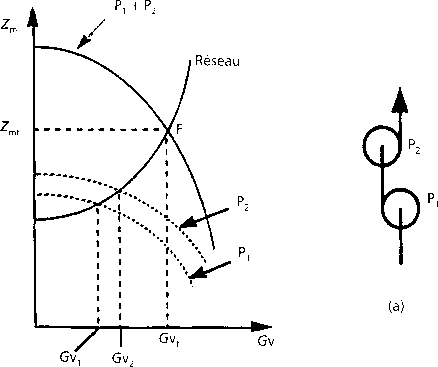 P₁ + P₂
Zm
Réseau
Zmt
F
P₂
P₁
Gv₁
Gv₂
Gvt
Gv
P₂
P₁
(a)